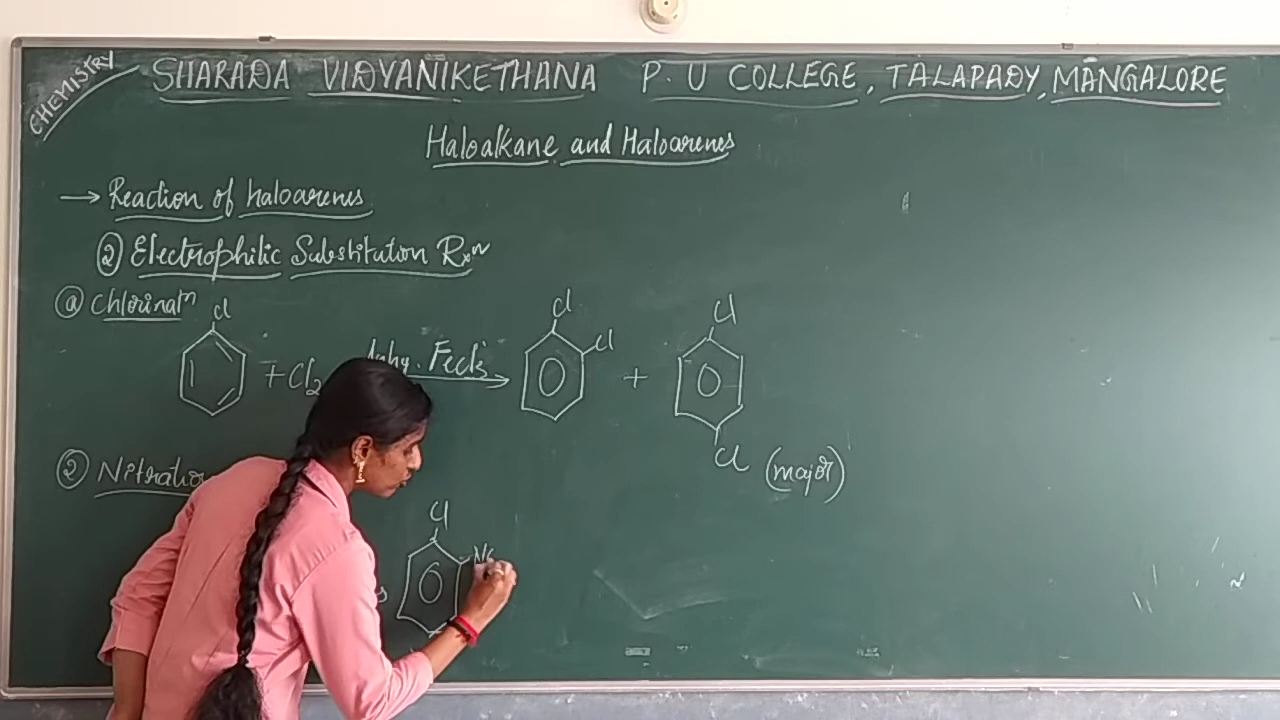 CHEMISTRY
SHARADA VIDYANIKETHANA P.U COLLEGE, TALAPADY, MANGALORE
Haloalkane and Haloarenes
→ Reaction of haloarenes
② Electrophilic Substitution Rxn
ⓐ Chlorinatn
Cl
Cl
Cl
Cl
+ Cl2
Anhy. FeCl3
+
Cl
(major)
② Nitratio
Cl